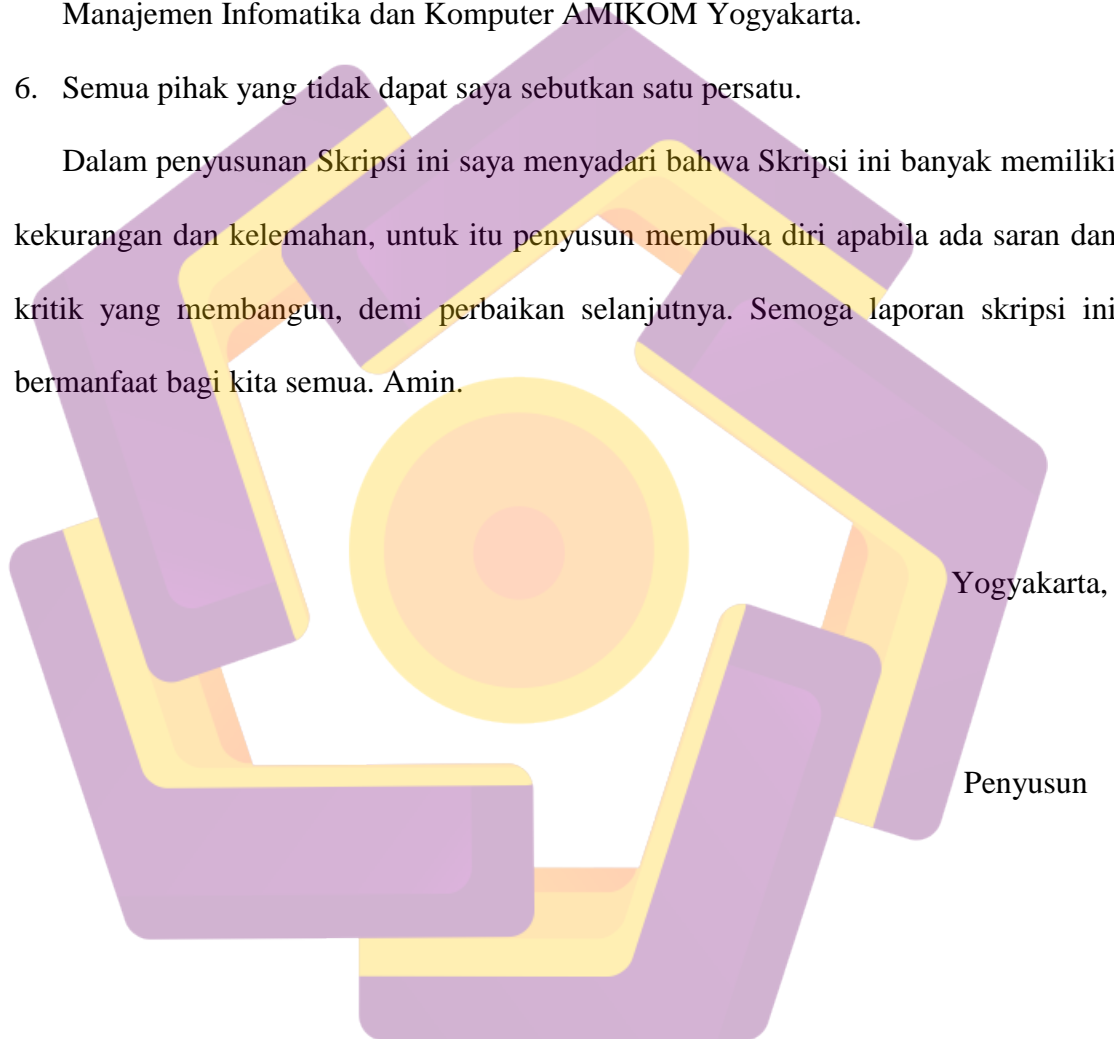 Manajemen Infomatika dan Komputer AMIKOM Yogyakarta.
6. Semua pihak yang tidak dapat saya sebutkan satu persatu.
Dalam penyusunan Skripsi ini saya menyadari bahwa Skripsi ini banyak memiliki
kekurangan dan kelemahan, untuk itu penyusun membuka diri apabila ada saran dan
kritik yang membangun, demi perbaikan selanjutnya. Semoga laporan skripsi ini
bermanfaat bagi kita semua. Amin.
Yogyakarta,
Penyusun